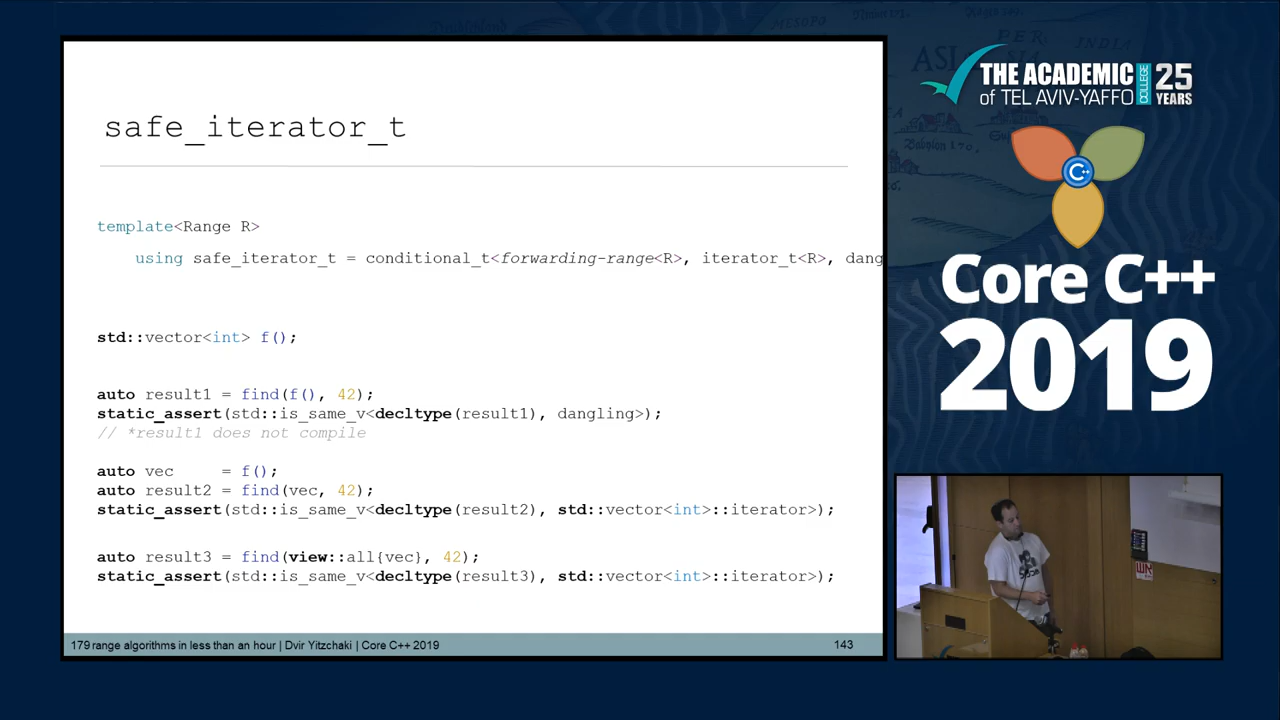 safe_iterator_t
template<Range R>
using safe_iterator_t = conditional_t<forwarding-range<R>, iterator_t<R>, dang
std::vector<int> f();
auto result1 = find(f(), 42);
static_assert(std::is_same_v<decltype(result1), dangling>);
// *result1 does not compile
auto vec     = f();
auto result2 = find(vec, 42);
static_assert(std::is_same_v<decltype(result2), std::vector<int>::iterator>);
auto result3 = find(view::all{vec}, 42);
static_assert(std::is_same_v<decltype(result3), std::vector<int>::iterator>);
179 range algorithms in less than an hour | Dvir Yitzchaki | Core C++ 2019
143
THE ACADEMIC
of TEL AVIV-YAFFO
COLLEGE
25
YEARS
C++
Core C++
2019
ASI
PER
INDIA
Babylon